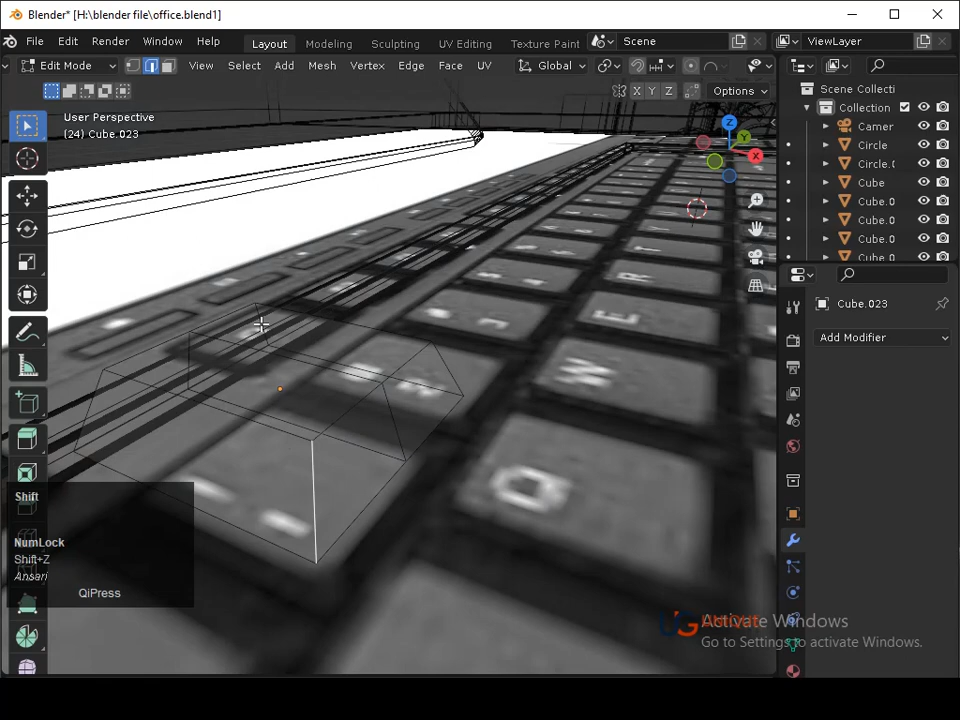 Blender* [H:\blender file\office.blend1]
File Edit Render Window Help Layout Modeling Sculpting UV Editing Texture Paint Scene ViewLayer
Edit Mode View Select Add Mesh Vertex Edge Face UV Global
X Y Z Options
User Perspective
(24) Cube.023
Z
Y
X
Scene Collecti
Collection
Camer
Circle
Circle.(
Cube
Cube.0
Cube.0
Cube.0
Cube.0
Cube.023
Add Modifier
R
E
W
Q
Shift
NumLock
Shift+Z
Ansari
QiPress
Activate Windows
Go to Settings to activate Windows.